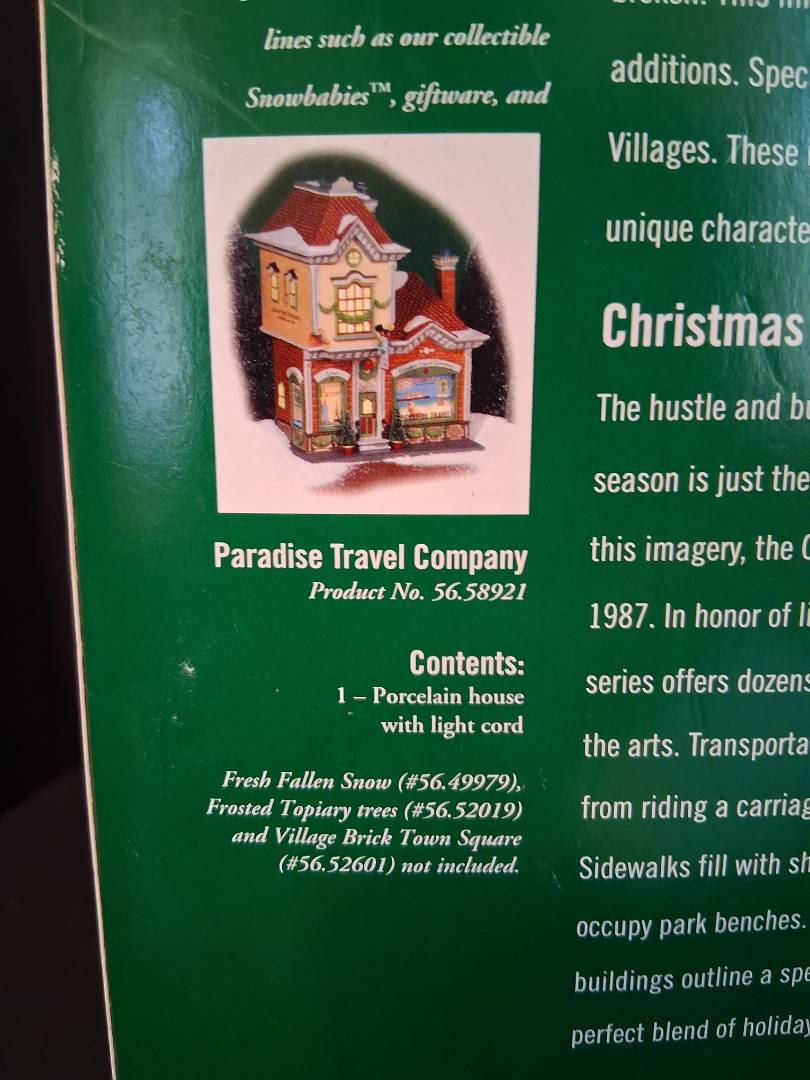 lines such as our collectible
Snowbabies™, giftware, and
Paradise Travel Company
Product No. 56.58921
Contents:
1 – Porcelain house
with light cord
Fresh Fallen Snow (#56.49979),
Frosted Topiary trees (#56.52019)
and Village Brick Town Square
(#56.52601) not included.
additions. Spec
Villages. These
unique characte
Christmas
The hustle and bu
season is just the
this imagery, the C
1987. In honor of li
series offers dozens
the arts. Transporta
from riding a carriag
Sidewalks fill with sh
occupy park benches.
buildings outline a spe
perfect blend of holiday